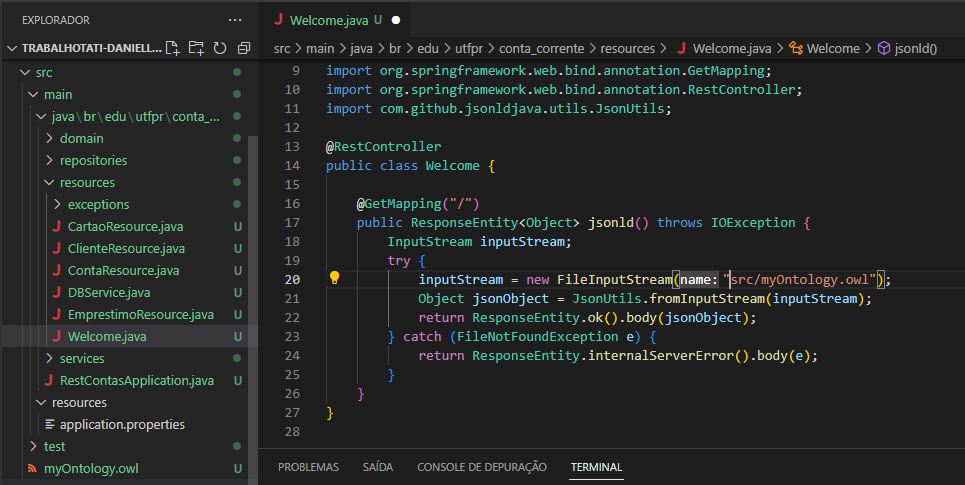 EXPLORADOR
TRABALHOTATI-DANIELL...
src
main
java\br\edu\utfpr\conta_...
domain
repositories
resources
exceptions
CartaoResource.java U
ClienteResource.java U
ContaResource.java U
DBService.java U
EmprestimoResource.java U
Welcome.java U
services
RestContasApplication.java U
resources
application.properties
test
myOntology.owl U
Welcome.java U
src > main > java > br > edu > utfpr > conta_corrente > resources > Welcome.java > Welcome > jsonld()
9 import org.springframework.web.bind.annotation.GetMapping;
10 import org.springframework.web.bind.annotation.RestController;
11 import com.github.jsonldjava.utils.JsonUtils;
12
13 @RestController
14 public class Welcome {
15
16 @GetMapping("/")
17 public ResponseEntity<Object> jsonld() throws IOException {
18 InputStream inputStream;
19 try {
20 inputStream = new FileInputStream(name: "src/myOntology.owl");
21 Object jsonObject = JsonUtils.fromInputStream(inputStream);
22 return ResponseEntity.ok().body(jsonObject);
23 } catch (FileNotFoundException e) {
24 return ResponseEntity.internalServerError().body(e);
25 }
26 }
27 }
28
PROBLEMAS SAÍDA CONSOLE DE DEPURAÇÃO TERMINAL